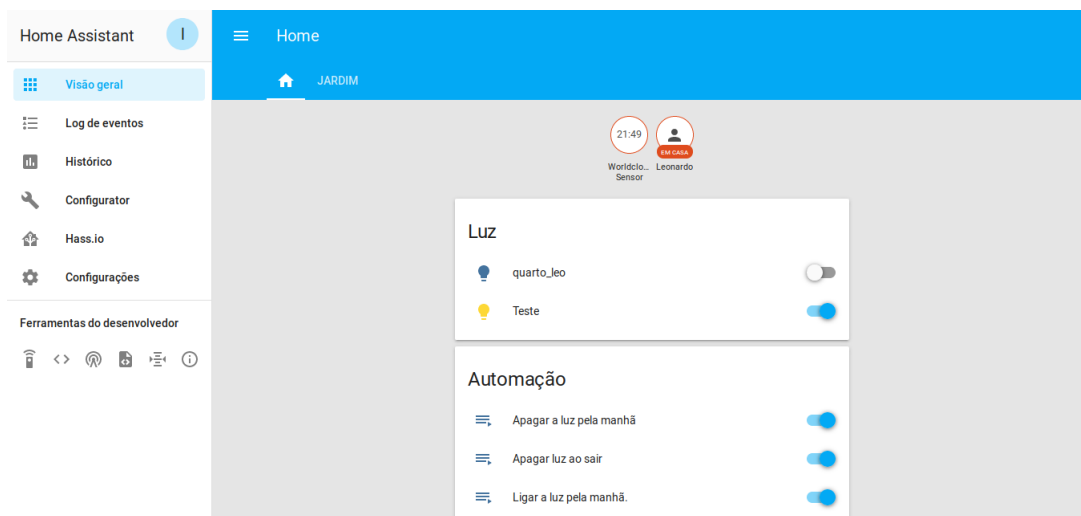 Home Assistant
I
Home
JARDIM
Visão geral
Log de eventos
Histórico
Configurator
Hass.io
Configurações
Ferramentas do desenvolvedor
21:49
EM CASA
Worldclo... Leonardo
Sensor
Luz
quarto_leo
Teste
Automação
Apagar a luz pela manhã
Apagar luz ao sair
Ligar a luz pela manhã.